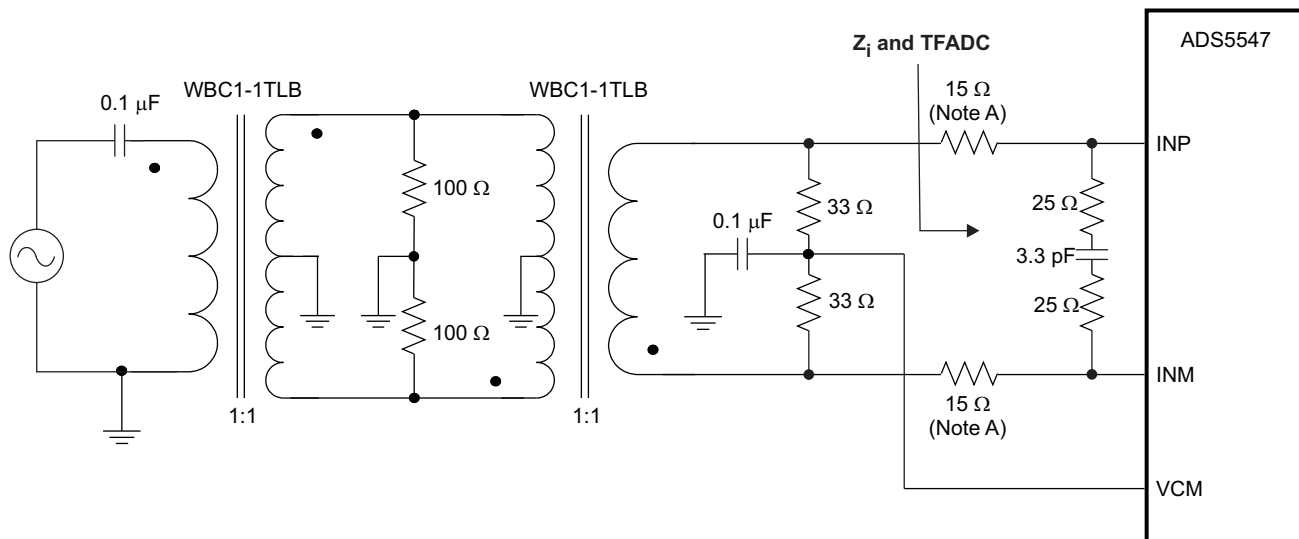 ADS5547
Zi and TFADC
WBC1-1TLB
WBC1-1TLB
0.1 μF
15 Ω
(Note A)
INP
100 Ω
25 Ω
33 Ω
0.1 μF
3.3 pF
33 Ω
25 Ω
100 Ω
INM
1:1
1:1
15 Ω
(Note A)
VCM